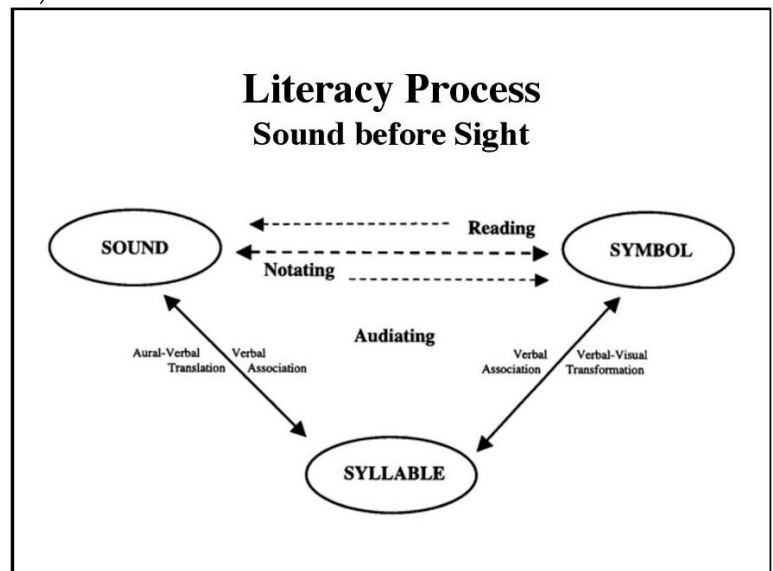 Literacy Process
Sound before Sight
Reading
SOUND
SYMBOL
Notating
Audiating
Aural-Verbal Translation
Verbal Association
Verbal Association
Verbal-Visual Transformation
SYLLABLE